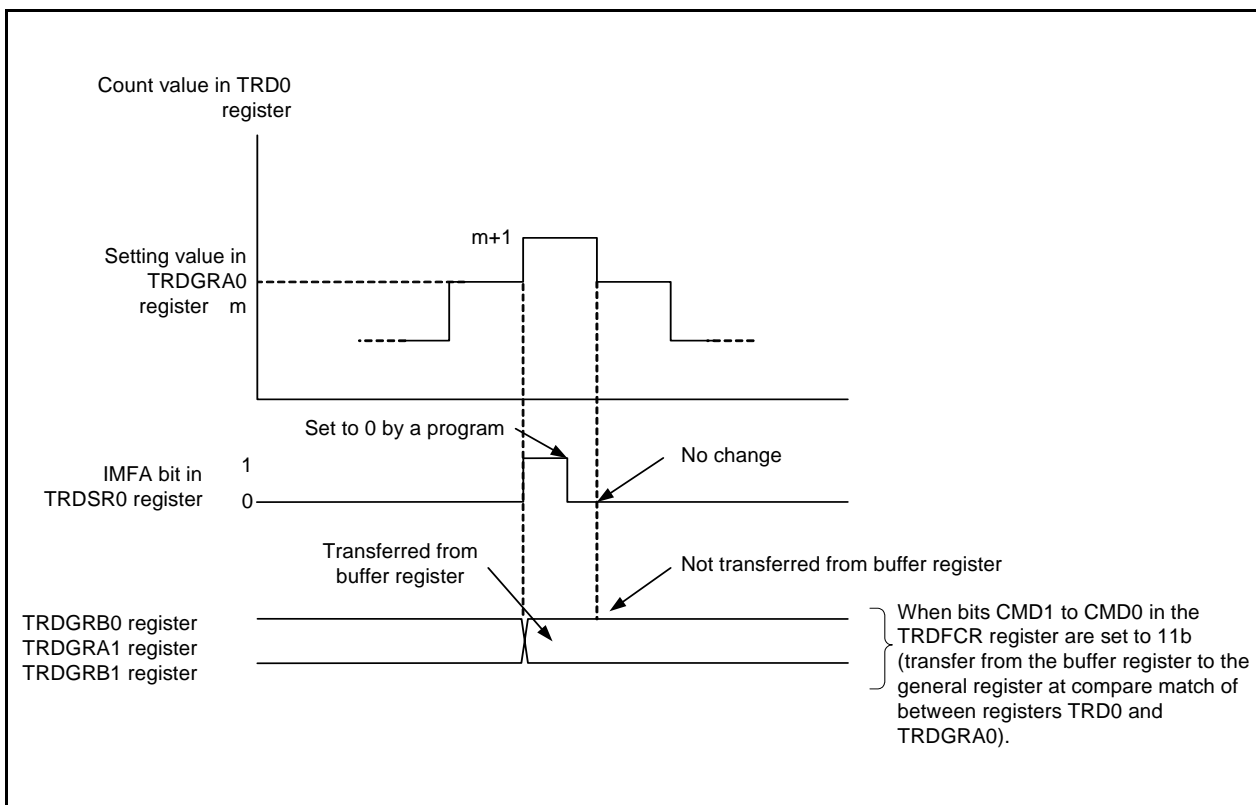 Count value in TRD0
register
m+1
Setting value in
TRDGRA0
register m
Set to 0 by a program
No change
IMFA bit in
TRDSR0 register
1
0
Transferred from
buffer register
Not transferred from buffer register
TRDGRB0 register
TRDGRA1 register
TRDGRB1 register
When bits CMD1 to CMD0 in the
TRDFCR register are set to 11b
(transfer from the buffer register to the
general register at compare match of
between registers TRD0 and
TRDGRA0).